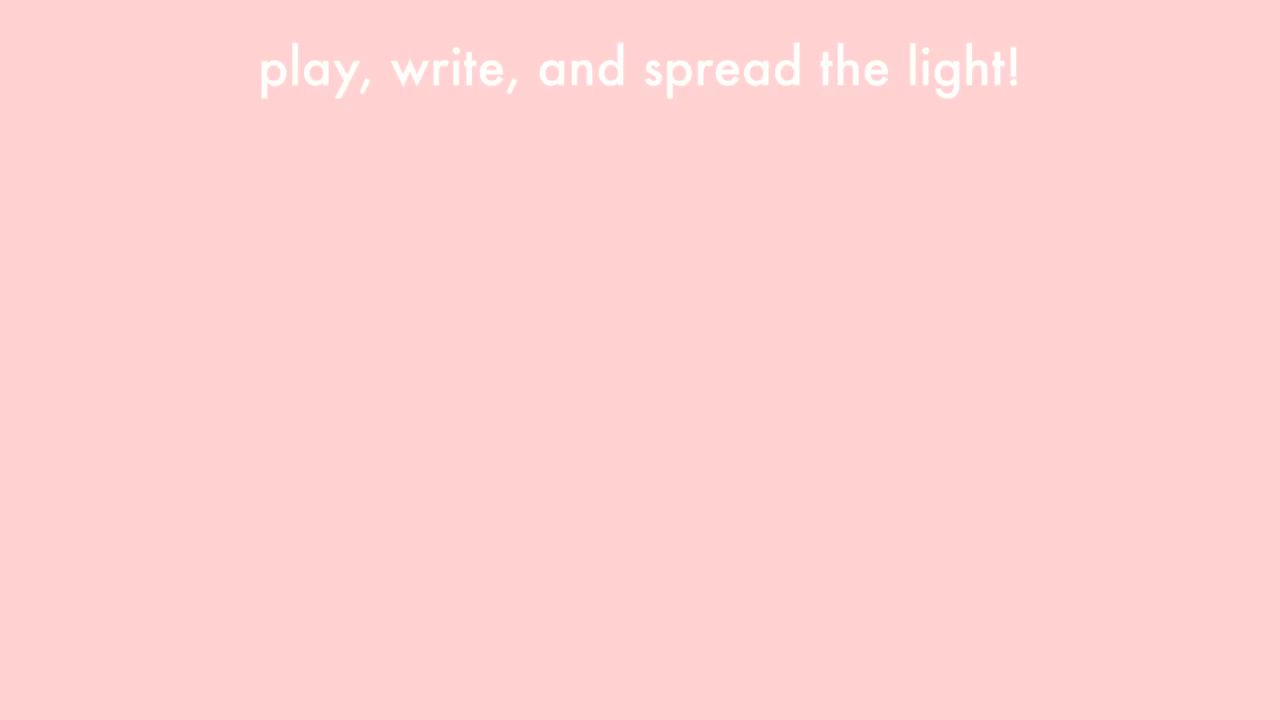 play, write, and spread the light!